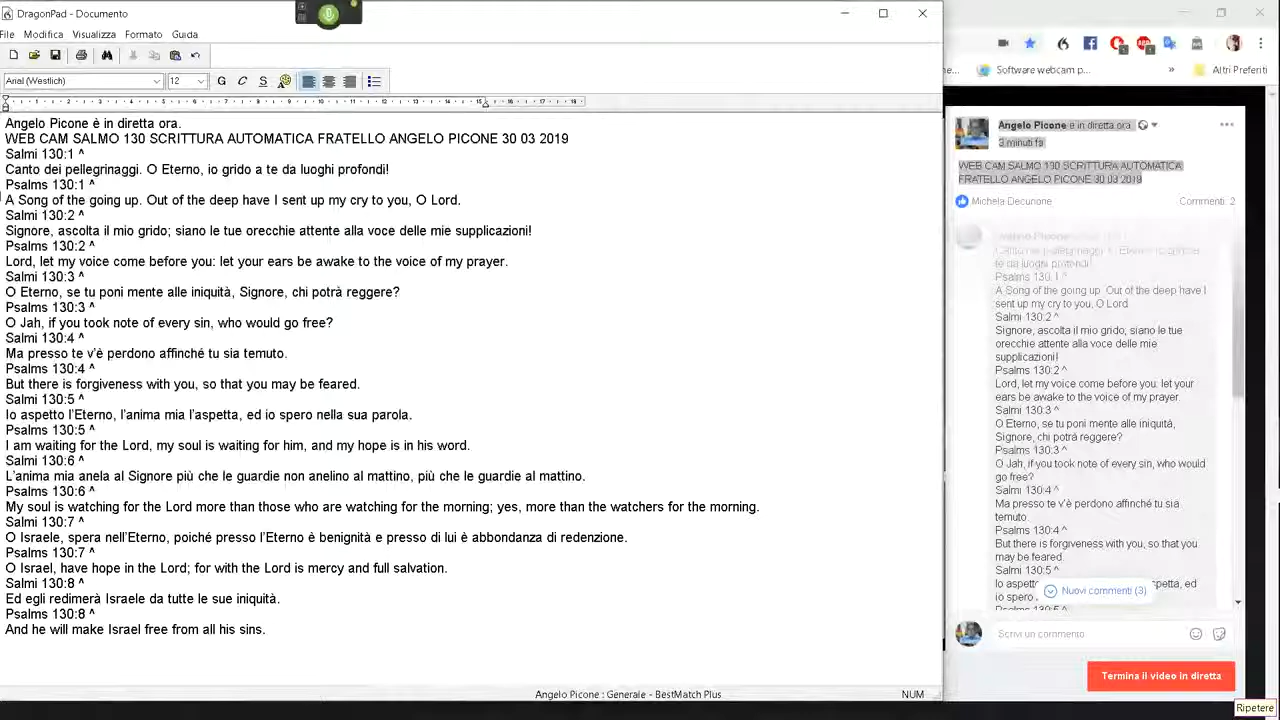 DragonPad - Documento
File Modifica Visualizza Formato Guida
Arial (Westlich) 12 G C S
Angelo Picone è in diretta ora.
WEB CAM SALMO 130 SCRITTURA AUTOMATICA FRATELLO ANGELO PICONE 30 03 2019
Salmi 130:1 ^
Canto dei pellegrinaggi. O Eterno, io grido a te da luoghi profondi!
Psalms 130:1 ^
A Song of the going up. Out of the deep have I sent up my cry to you, O Lord.
Salmi 130:2 ^
Signore, ascolta il mio grido; siano le tue orecchie attente alla voce delle mie supplicazioni!
Psalms 130:2 ^
Lord, let my voice come before you: let your ears be awake to the voice of my prayer.
Salmi 130:3 ^
O Eterno, se tu poni mente alle iniquità, Signore, chi potrà reggere?
Psalms 130:3 ^
O Jah, if you took note of every sin, who would go free?
Salmi 130:4 ^
Ma presso te v'è perdono affinché tu sia temuto.
Psalms 130:4 ^
But there is forgiveness with you, so that you may be feared.
Salmi 130:5 ^
Io aspetto l'Eterno, l'anima mia l'aspetta, ed io spero nella sua parola.
Psalms 130:5 ^
I am waiting for the Lord, my soul is waiting for him, and my hope is in his word.
Salmi 130:6 ^
L'anima mia anela al Signore più che le guardie non anelino al mattino, più che le guardie al mattino.
Psalms 130:6 ^
My soul is watching for the Lord more than those who are watching for the morning; yes, more than the watchers for the morning.
Salmi 130:7 ^
O Israele, spera nell'Eterno, poiché presso l'Eterno è benignità e presso di lui è abbondanza di redenzione.
Psalms 130:7 ^
O Israel, have hope in the Lord; for with the Lord is mercy and full salvation.
Salmi 130:8 ^
Ed egli redimerà Israele da tutte le sue iniquità.
Psalms 130:8 ^
And he will make Israel free from all his sins.
Angelo Picone : Generale - BestMatch Plus
NUM
e... Software webcam p... » Altri Preferiti
Angelo Picone è in diretta ora.
3 minuti fa
WEB CAM SALMO 130 SCRITTURA AUTOMATICA
FRATELLO ANGELO PICONE 30 03 2019
Michela Decurione Commenti: 2
te da luoghi profondi!
Psalms 130:1 ^
A Song of the going up. Out of the deep have I
sent up my cry to you, O Lord.
Salmi 130:2 ^
Signore, ascolta il mio grido; siano le tue
orecchie attente alla voce delle mie
supplicazioni!
Psalms 130:2 ^
Lord, let my voice come before you: let your
ears be awake to the voice of my prayer.
Salmi 130:3 ^
O Eterno, se tu poni mente alle iniquità,
Signore, chi potrà reggere?
Psalms 130:3 ^
O Jah, if you took note of every sin, who would
go free?
Salmi 130:4 ^
Ma presso te v'è perdono affinché tu sia
temuto.
Psalms 130:4 ^
But there is forgiveness with you, so that you
may be feared.
Salmi 130:5 ^
Io aspetto petta, ed
io spero
Nuovi commenti (3)
Psalms 130:5 ^
Scrivi un commento
Termina il video in diretta
Ripetere